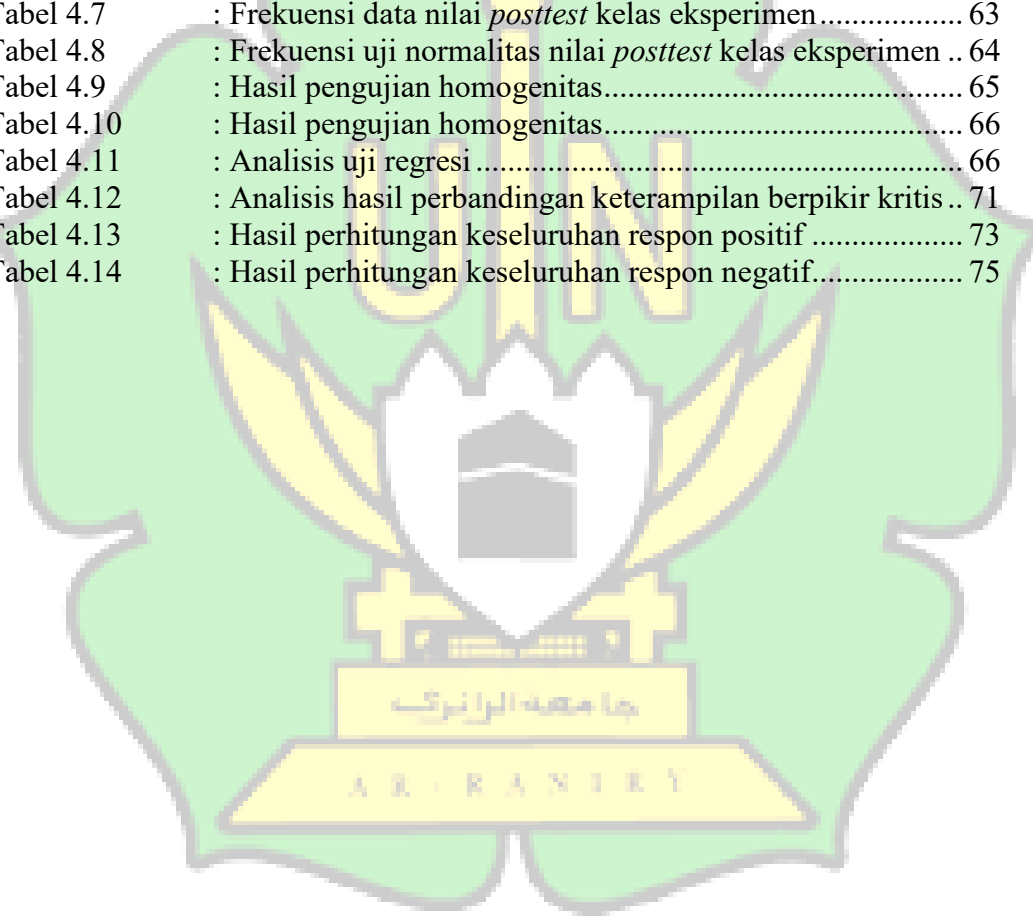 Tabel 4.7 : Frekuensi data nilai posttest kelas eksperimen.................. 63
Tabel 4.8 : Frekuensi uji normalitas nilai posttest kelas eksperimen .. 64
Tabel 4.9 : Hasil pengujian homogenitas............................................. 65
Tabel 4.10 : Hasil pengujian homogenitas............................................. 66
Tabel 4.11 : Analisis uji regresi ............................................................. 66
Tabel 4.12 : Analisis hasil perbandingan keterampilan berpikir kritis .. 71
Tabel 4.13 : Hasil perhitungan keseluruhan respon positif ................... 73
Tabel 4.14 : Hasil perhitungan keseluruhan respon negatif.................. 75
UIN
جامعة الرانيري
AR-RANIRY